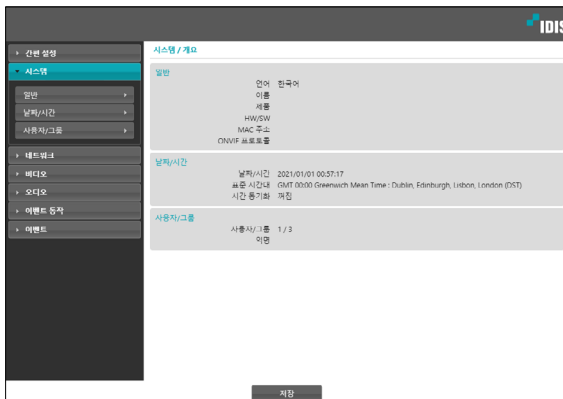 IDIS
간편 설정
시스템
일반
날짜/시간
사용자/그룹
네트워크
비디오
오디오
이벤트 동작
이벤트
시스템 / 개요
일반
언어 한국어
이름
제품
HW/SW
MAC 주소
ONVIF 프로토콜
날짜/시간
날짜/시간 2021/01/01 00:57:17
표준 시간대 GMT 00:00 Greenwich Mean Time : Dublin, Edinburgh, Lisbon, London (DST)
시간 동기화 꺼짐
사용자/그룹
사용자/그룹 1 / 3
익명
저장